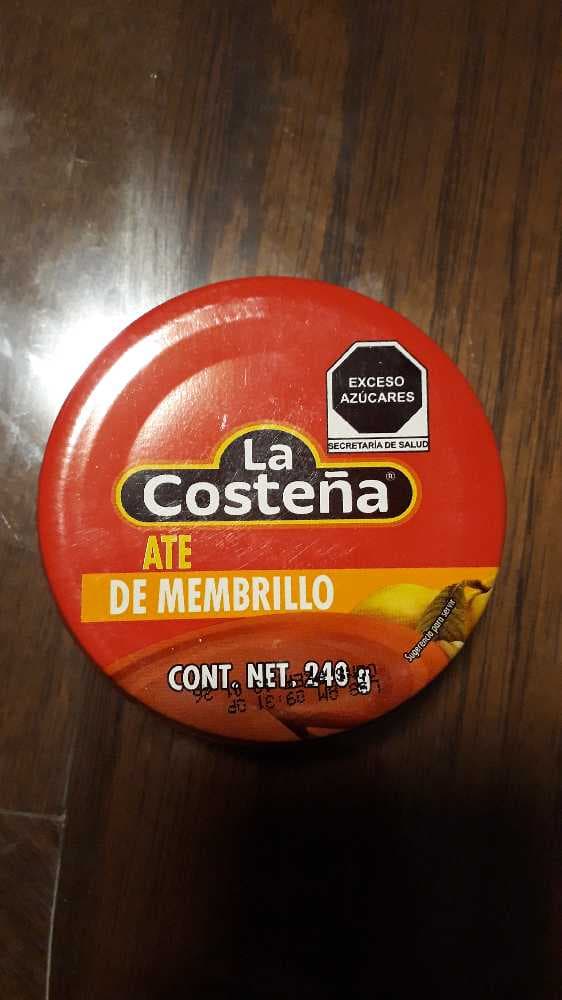 EXCESO
AZÚCARES
SECRETARÍA DE SALUD
La
Costeña®
ATE
DE MEMBRILLO
Sugerencia para servir
CONT. NET. 240 g